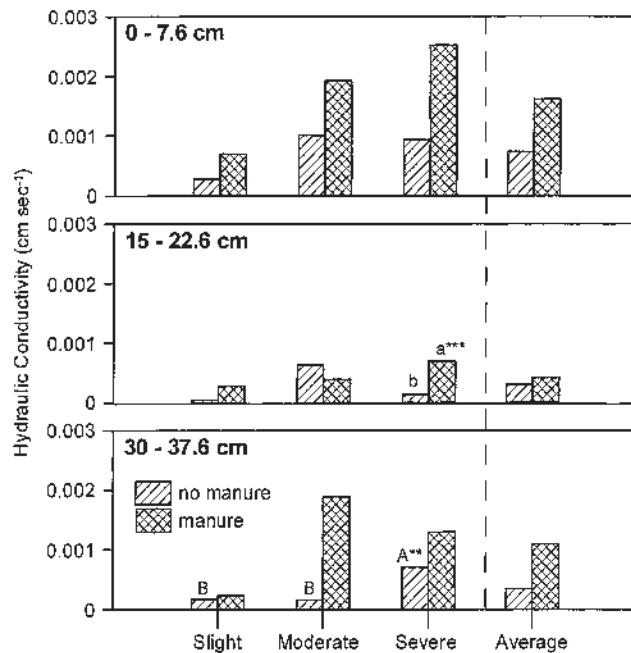 Hydraulic Conductivity (cm sec⁻¹)
0.003
0 - 7.6 cm
0.002
0.001
0
0.003
15 - 22.6 cm
0.002
0.001
a***
b
0
0.003
30 - 37.6 cm
0.002
no manure
manure
0.001
A**
B
B
0
Slight Moderate Severe Average